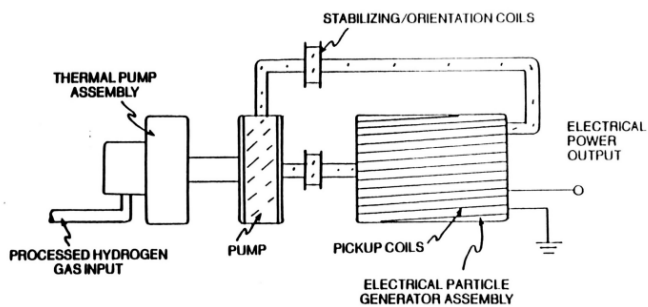 STABILIZING/ORIENTATION COILS
THERMAL PUMP
ASSEMBLY
ELECTRICAL
POWER
OUTPUT
PROCESSED HYDROGEN
GAS INPUT
PUMP
PICKUP COILS
ELECTRICAL PARTICLE
GENERATOR ASSEMBLY